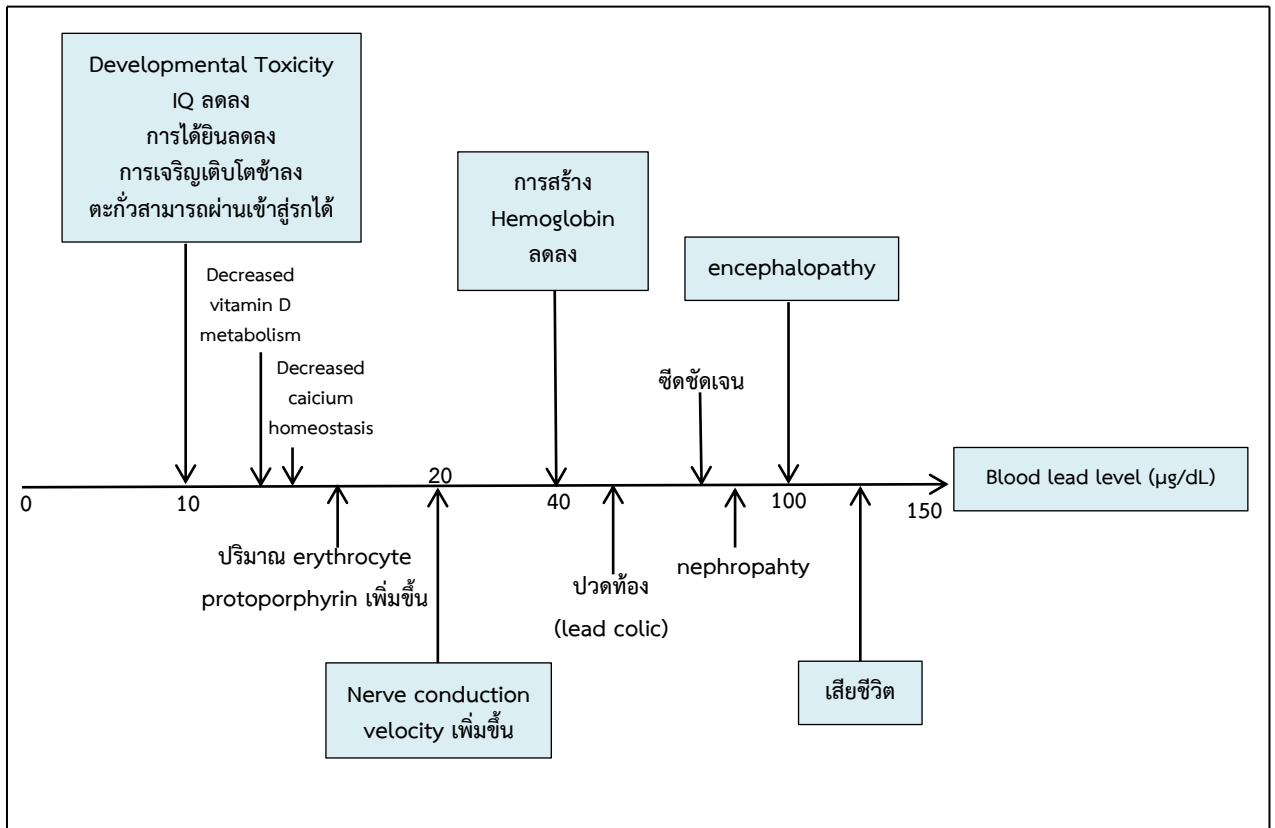 Developmental Toxicity
IQ ลดลง
การได้ยินลดลง
การเจริญเติบโตช้าลง
ตะกั่วสามารถผ่านเข้าสู่รกได้
Decreased
vitamin D
metabolism
Decreased
caicium
homeostasis
การสร้าง
Hemoglobin
ลดลง
ซีดชัดเจน
encephalopathy
0
10
20
40
100
150
Blood lead level (µg/dL)
ปริมาณ erythrocyte
protoporphyrin เพิ่มขึ้น
Nerve conduction
velocity เพิ่มขึ้น
ปวดท้อง
(lead colic)
nephropahty
เสียชีวิต